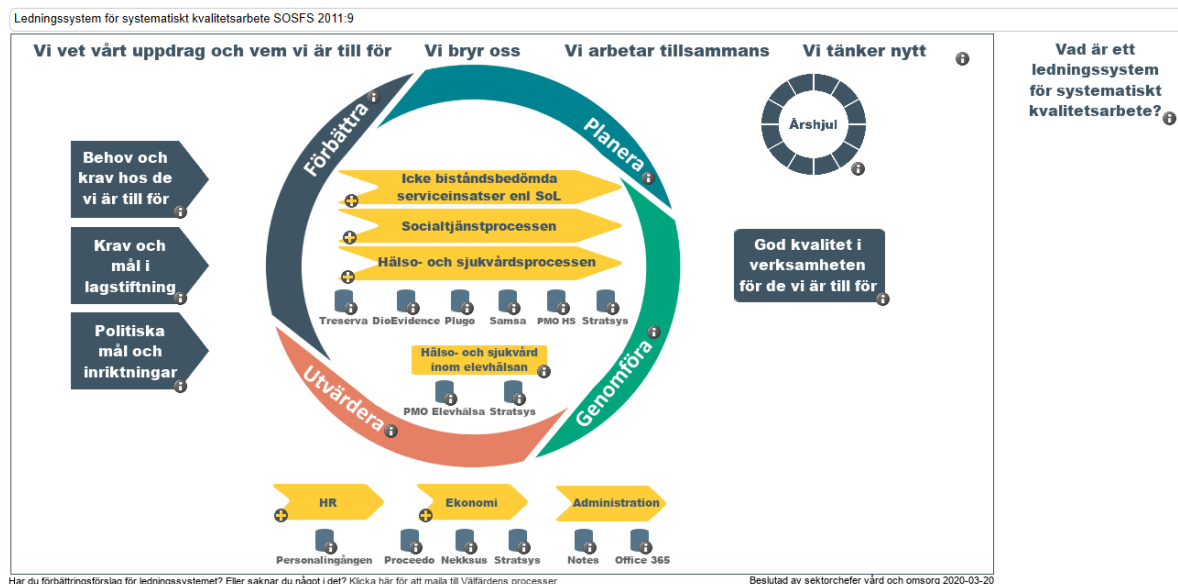 Ledningssystem för systematiskt kvalitetsarbete SOSFS 2011:9
Vi vet vårt uppdrag och vem vi är till för Vi bryr oss Vi arbetar tillsammans Vi tänker nytt
Vad är ett
ledningssystem
för systematiskt
kvalitetsarbete?
Förbättra
Planera
Årshjul
Behov och
krav hos de
vi är till för
Icke biståndsbedömda
serviceinsatser enl SoL
Socialtjänstprocessen
Krav och
mål i
lagstiftning
Hälso- och sjukvårdsprocessen
God kvalitet i
verksamheten
för de vi är till för
Treserva DioEvidence Plugo Samsa PMO HS Stratsys
Politiska
mål och
inriktningar
Hälso- och sjukvård
inom elevhälsan
PMO Elevhälsa Stratsys
Utvärdera
Genomföra
HR Ekonomi Administration
Personalingången Proceedo Nekksus Stratsys Notes Office 365
Har du förbättringsförslag för ledningssystemet? Eller saknar du något i det? Klicka här för att maila till Välfärdens processer
Beslutad av sektorchefer vård och omsorg 2020-03-20